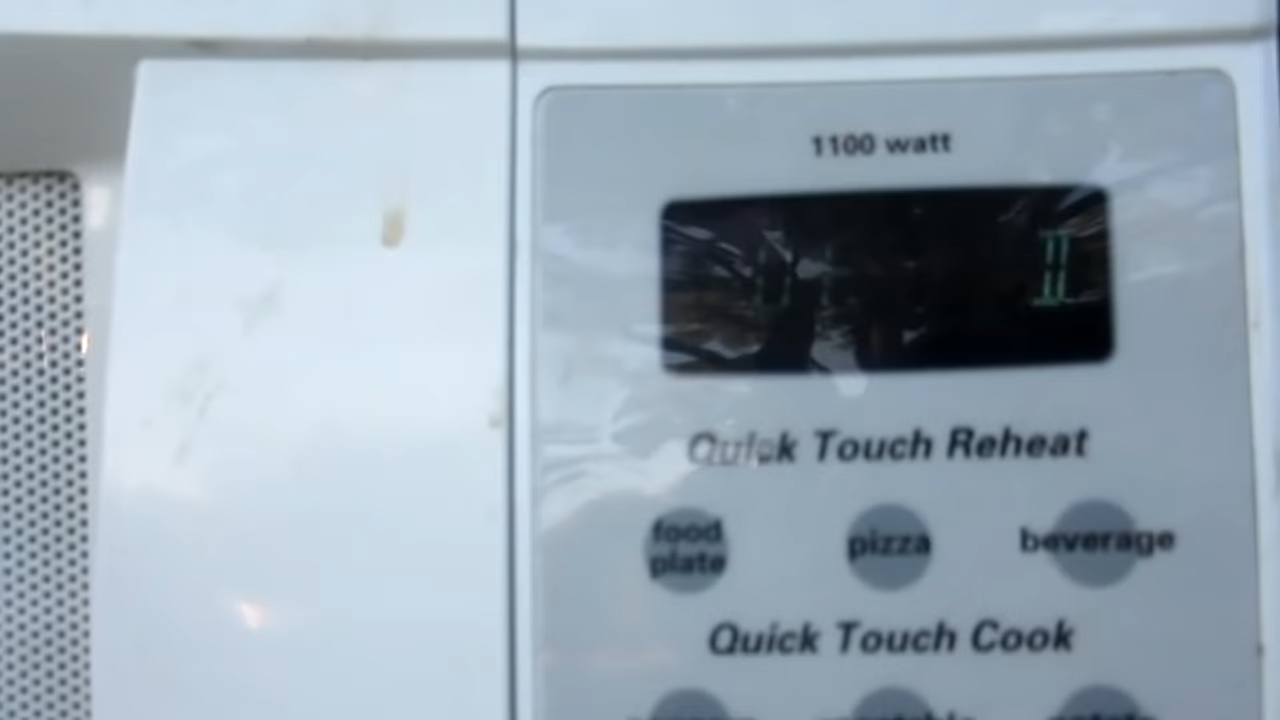 1100 watt
Quick Touch Reheat
food plate
pizza
beverage
Quick Touch Cook